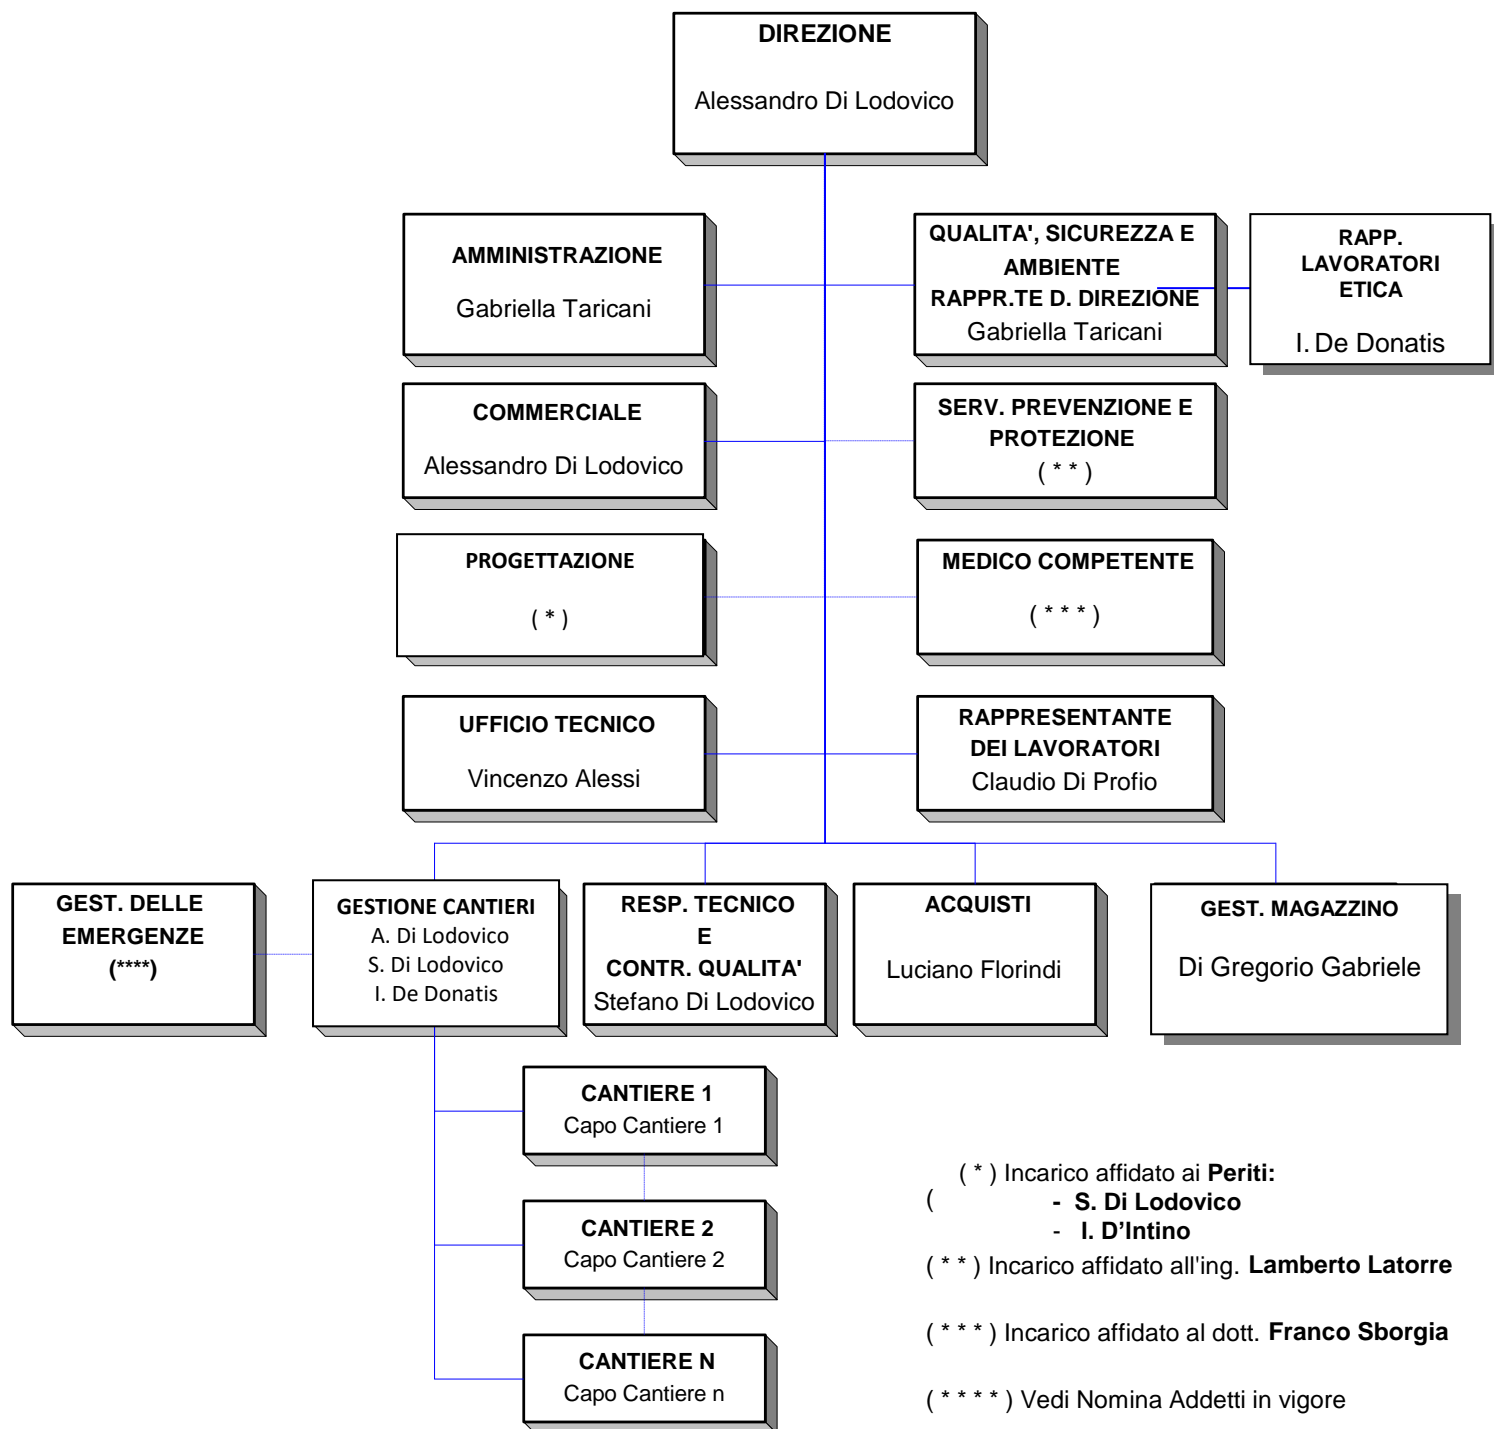 DIREZIONE
Alessandro Di Lodovico
AMMINISTRAZIONE
Gabriella Taricani
QUALITA', SICUREZZA E
AMBIENTE
RAPPR.TE D. DIREZIONE
Gabriella Taricani
RAPP.
LAVORATORI
ETICA
I. De Donatis
COMMERCIALE
Alessandro Di Lodovico
SERV. PREVENZIONE E
PROTEZIONE
( * * )
PROGETTAZIONE
( * )
MEDICO COMPETENTE
( * * * )
UFFICIO TECNICO
Vincenzo Alessi
RAPPRESENTANTE
DEI LAVORATORI
Claudio Di Profio
GEST. DELLE
EMERGENZE
(****)
GESTIONE CANTIERI
A. Di Lodovico
S. Di Lodovico
I. De Donatis
RESP. TECNICO
E
CONTR. QUALITA'
Stefano Di Lodovico
ACQUISTI
Luciano Florindi
GEST. MAGAZZINO
Di Gregorio Gabriele
CANTIERE 1
Capo Cantiere 1
CANTIERE 2
Capo Cantiere 2
CANTIERE N
Capo Cantiere n
( * ) Incarico affidato ai Periti:
( - S. Di Lodovico
- I. D’Intino
( * * ) Incarico affidato all'ing. Lamberto Latorre
( * * * ) Incarico affidato al dott. Franco Sborgia
( * * * * ) Vedi Nomina Addetti in vigore